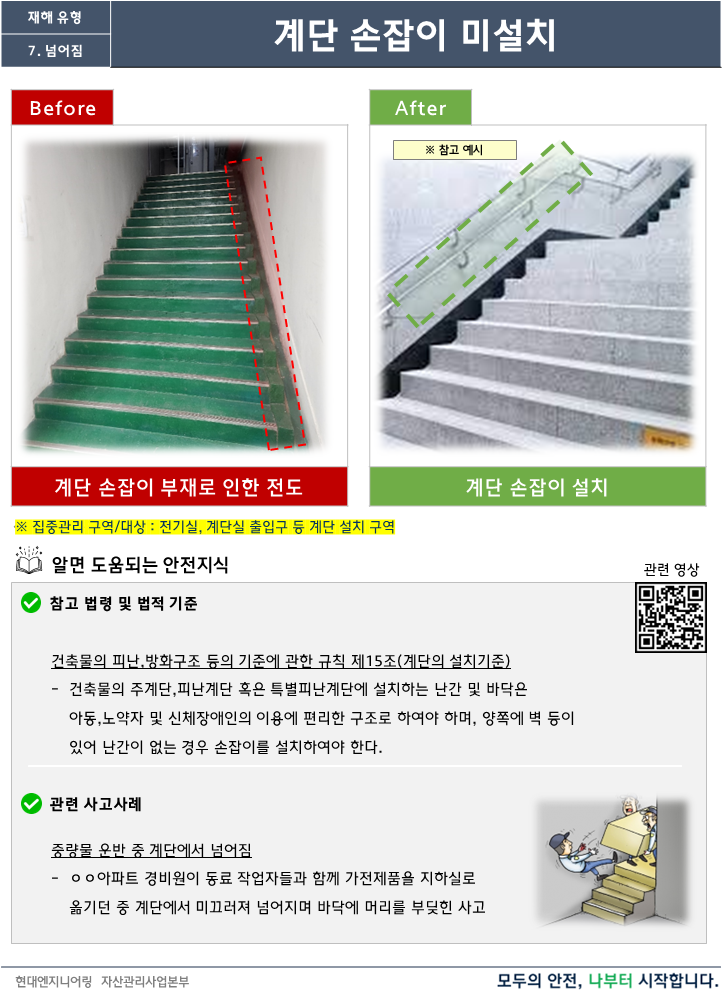 재해 유형
7. 넘어짐
계단 손잡이 미설치
Before
After
※ 참고 예시
계단 손잡이 부재로 인한 전도
계단 손잡이 설치
※ 집중관리 구역/대상 : 전기실, 계단실 출입구 등 계단 설치 구역
알면 도움되는 안전지식
관련 영상
참고 법령 및 법적 기준
건축물의 피난,방화구조 등의 기준에 관한 규칙 제15조(계단의 설치기준)
- 건축물의 주계단,피난계단 혹은 특별피난계단에 설치하는 난간 및 바닥은
아동,노약자 및 신체장애인의 이용에 편리한 구조로 하여야 하며, 양쪽에 벽 등이
있어 난간이 없는 경우 손잡이를 설치하여야 한다.
관련 사고사례
중량물 운반 중 계단에서 넘어짐
- ㅇㅇ아파트 경비원이 동료 작업자들과 함께 가전제품을 지하실로
옮기던 중 계단에서 미끄러져 넘어지며 바닥에 머리를 부딪힌 사고
현대엔지니어링 자산관리사업본부
모두의 안전, 나부터 시작합니다.